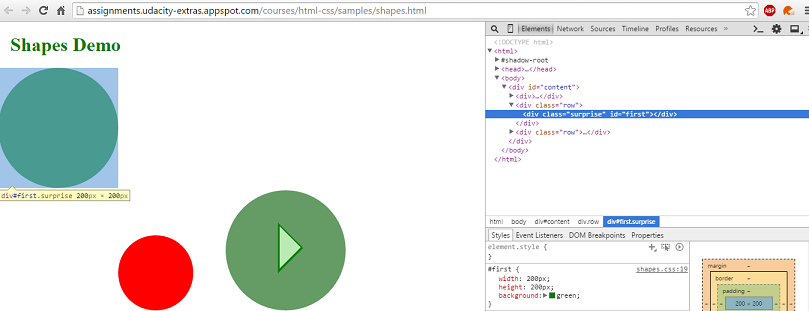 assignments.udacity-extras.appspot.com/courses/html-css/samples/shapes.html
ABP
Shapes Demo
div#first.surprise 200px × 200px
Elements Network Sources Timeline Profiles Resources »
<!DOCTYPE html>
▼<html>
▶#shadow-root
▶<head>…</head>
▼<body>
▼<div id="content">
▶<div>…</div>
▼<div class="row">
<div class="surprise" id="first"></div>
</div>
▶<div class="row">…</div>
</div>
</body>
</html>
html body div#content div.row div#first.surprise
Styles Event Listeners DOM Breakpoints Properties
element.style {
}
#first { shapes.css:19
width: 200px;
height: 200px;
background:▶green;
}
margin –
border –
padding –
200 × 200